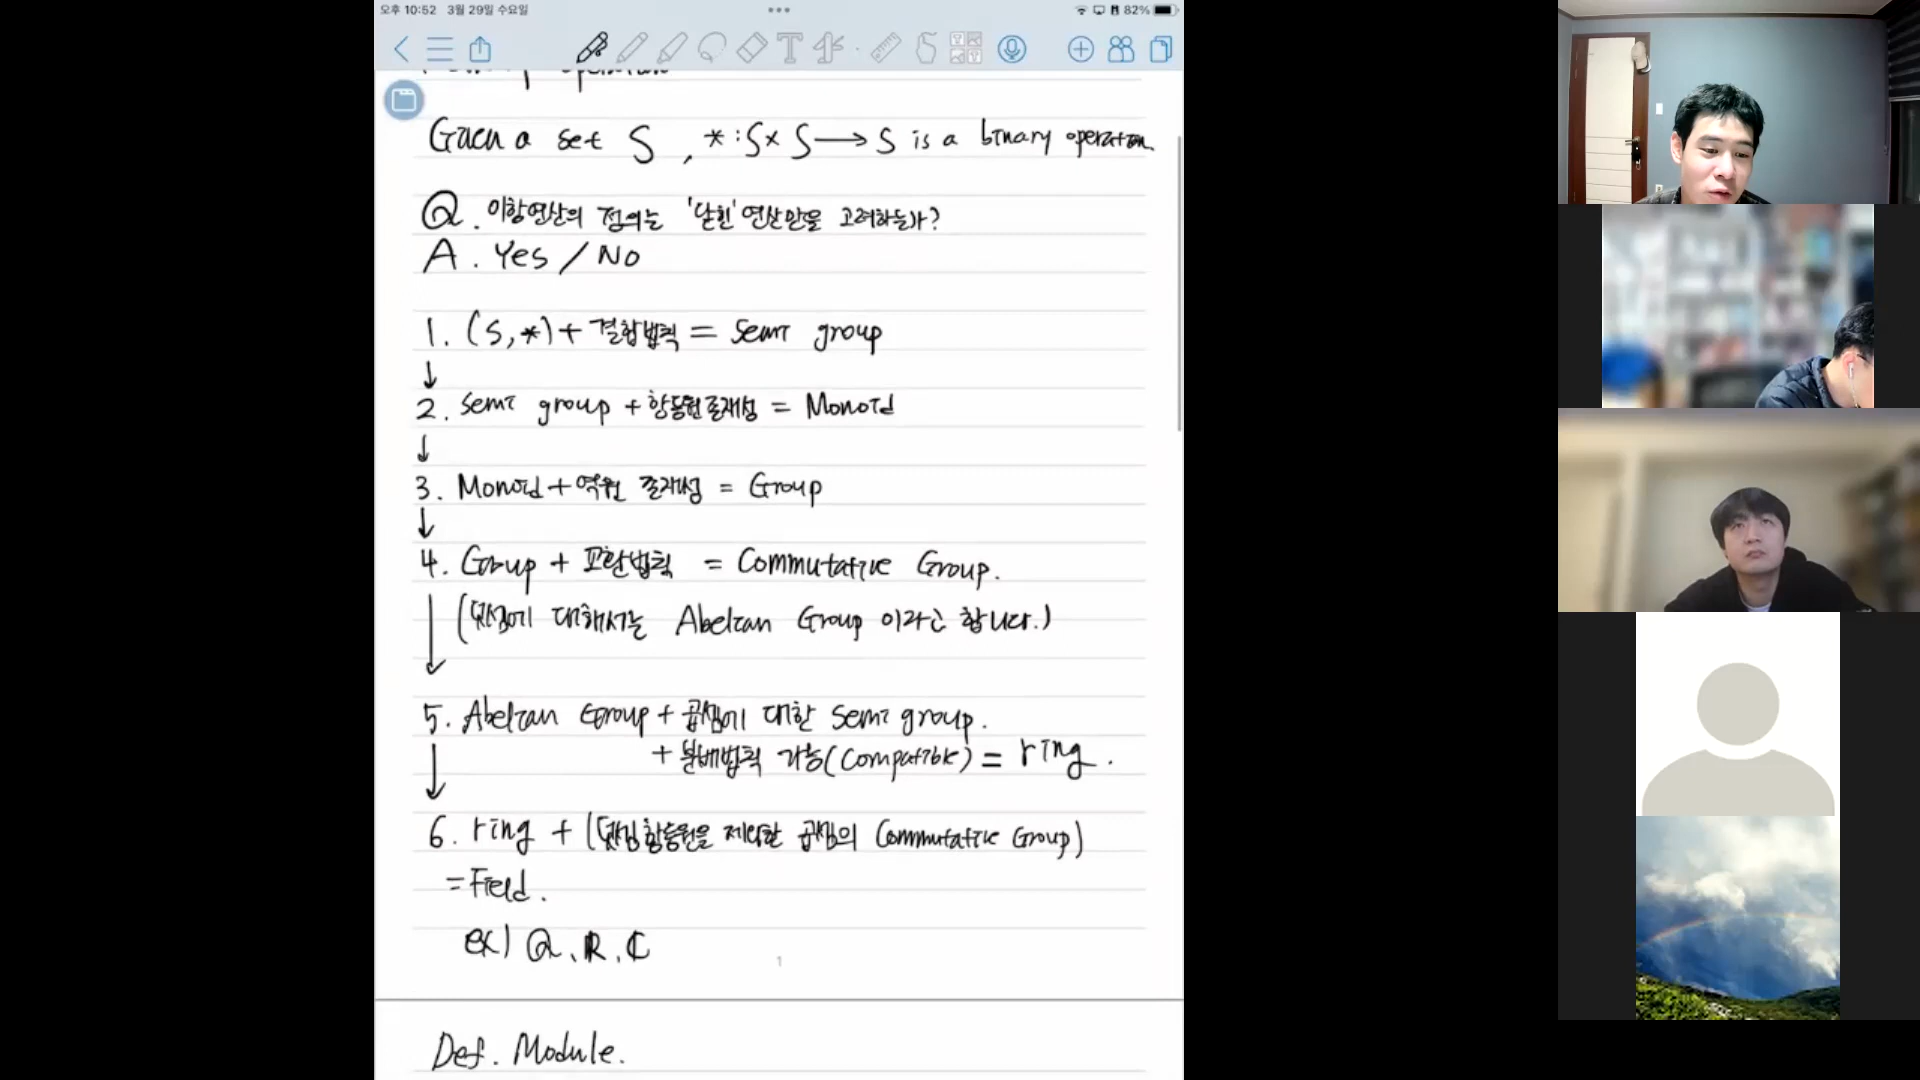 오후 10:52 3월 29일 수요일
82%
Given a set S, * : S × S → S is a binary operation.
Q. 이항연산의 정의는 '닫힌' 연산만을 고려하는가?
A. Yes / No
1. (S, *) + 결합법칙 = Semi group
↓
2. Semi group + 항등원 존재성 = Monoid
↓
3. Monoid + 역원 존재성 = Group
↓
4. Group + 교환법칙 = Commutative Group.
↓ (덧셈에 대해서는 Abelian Group 이라고 합니다.)
5. Abelian Group + 곱셈에 대한 Semi group.
↓ + 분배법칙 가능(Compatible) = ring.
6. ring + (덧셈 항등원을 제외한 곱셈의 Commutative Group)
= Field.
ex) Q, R, C
1
Def. Module.